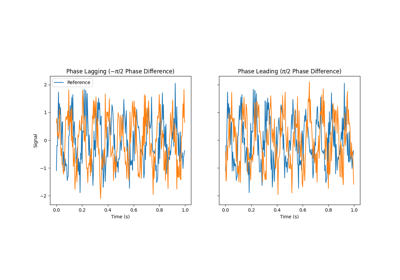 Phase Lagging (−π/2 Phase Difference)
Reference
2
1
0
−1
−2
Signal
0.0 0.2 0.4 0.6 0.8 1.0
Time (s)
Phase Leading (π/2 Phase Difference)
0.0 0.2 0.4 0.6 0.8 1.0
Time (s)